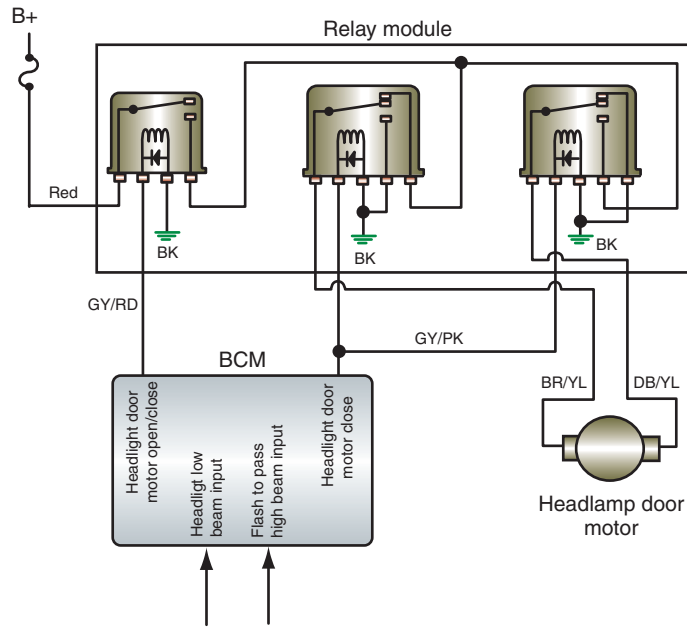 B+
Relay module
Red
BK
BK
BK
GY/RD
GY/PK
BCM
BR/YL
DB/YL
Headlight door
motor open/close
Headligt low
beam input
Flash to pass
high beam input
Headlight door
motor close
Headlamp door
motor